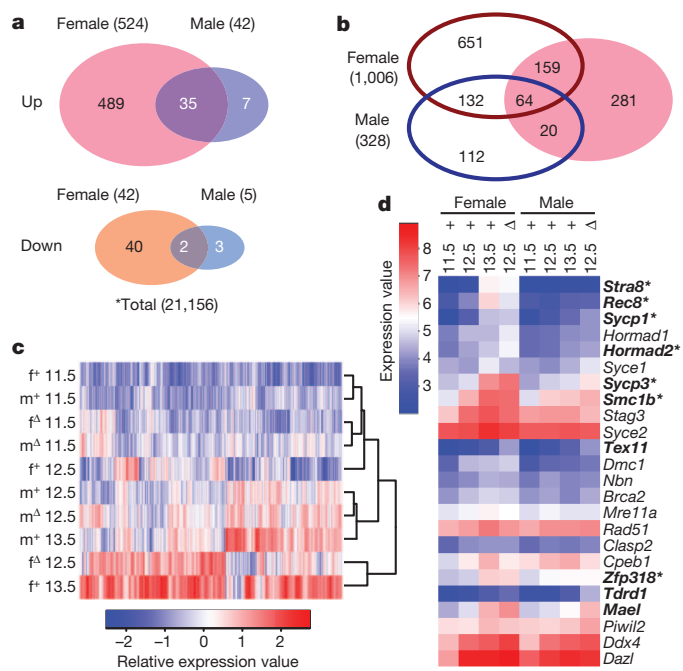 a
Female (524) Male (42)
Up
489 35 7
Female (42) Male (5)
Down
40 2 3
*Total (21,156)
b
Female
(1,006)
Male
(328)
651
159
132 64 281
20
112
c
f+ 11.5
m+ 11.5
fΔ 11.5
mΔ 11.5
f+ 12.5
m+ 12.5
mΔ 12.5
m+ 13.5
fΔ 12.5
f+ 13.5
−2 −1 0 1 2
Relative expression value
d
Female Male
+ + + Δ + + + Δ
11.5 12.5 13.5 12.5 11.5 12.5 13.5 12.5
Expression value
8
7
6
5
4
3
Stra8*
Rec8*
Sycp1*
Hormad1
Hormad2*
Syce1
Sycp3*
Smc1b*
Stag3
Syce2
Tex11
Dmc1
Nbn
Brca2
Mre11a
Rad51
Clasp2
Cpeb1
Zfp318*
Tdrd1
Mael
Piwil2
Ddx4
Dazl